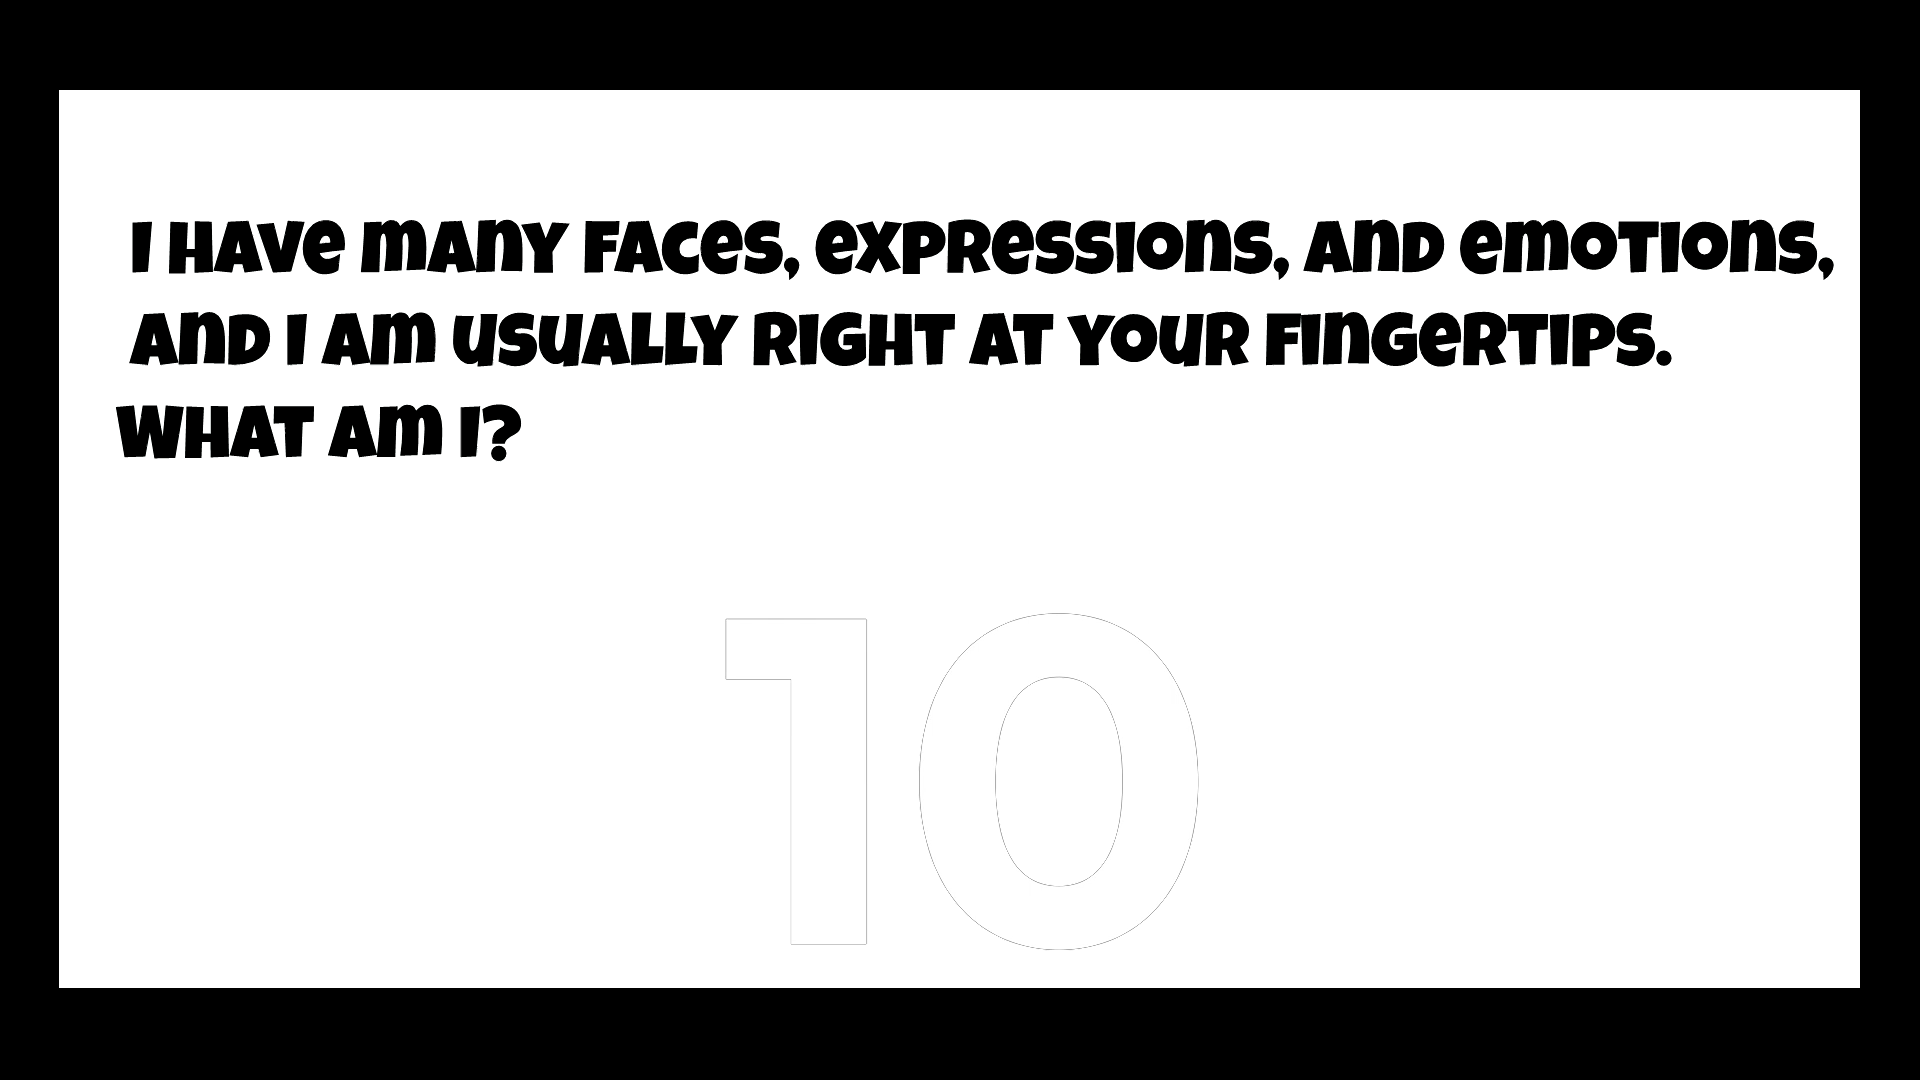 I HAVE MANY FACES, EXPRESSIONS, AND EMOTIONS,
AND I AM USUALLY RIGHT AT YOUR FINGERTIPS.
WHAT AM I?
10